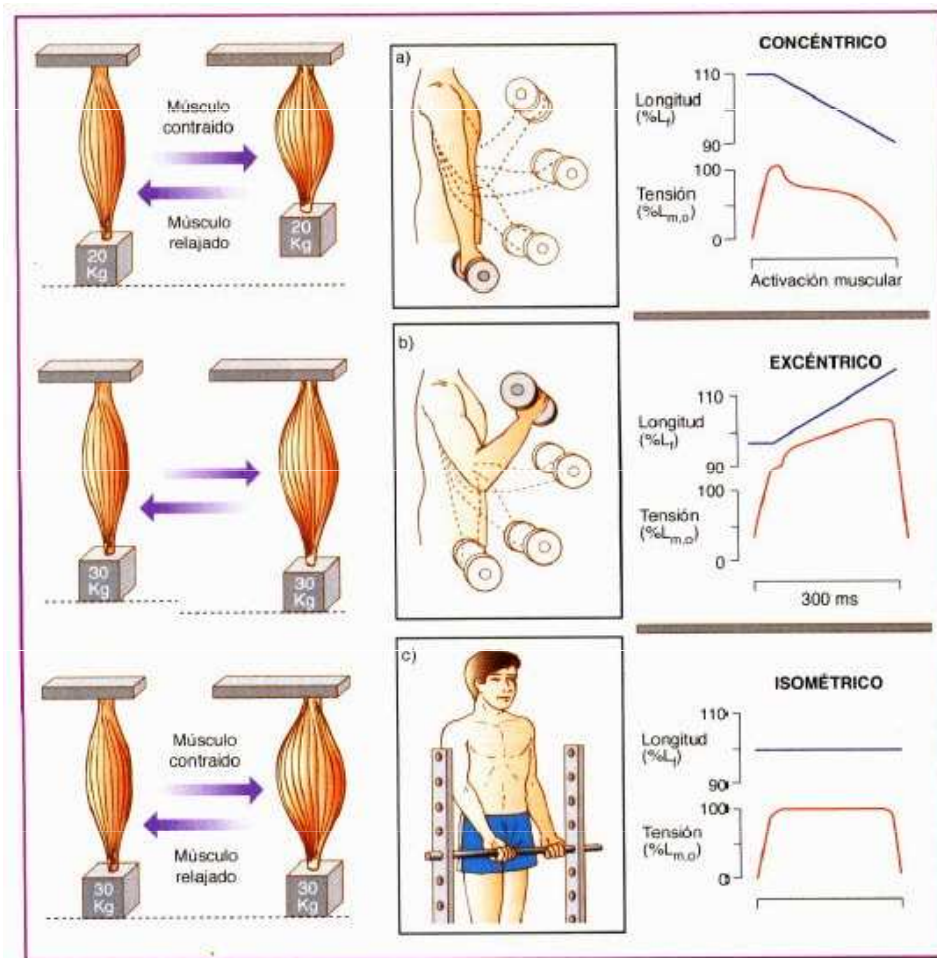 Músculo
contraido
Músculo
relajado
20
Kg
20
Kg
a)
CONCÉNTRICO
110
Longitud
(%Lf)
90
100
Tensión
(%Lm,o)
0
Activación muscular
30
Kg
30
Kg
b)
EXCÉNTRICO
110
Longitud
(%Lf)
90
100
Tensión
(%Lm,o)
0
300 ms
Músculo
contraido
Músculo
relajado
30
Kg
30
Kg
c)
ISOMÉTRICO
110
Longitud
(%Lf)
90
100
Tensión
(%Lm,o)
0